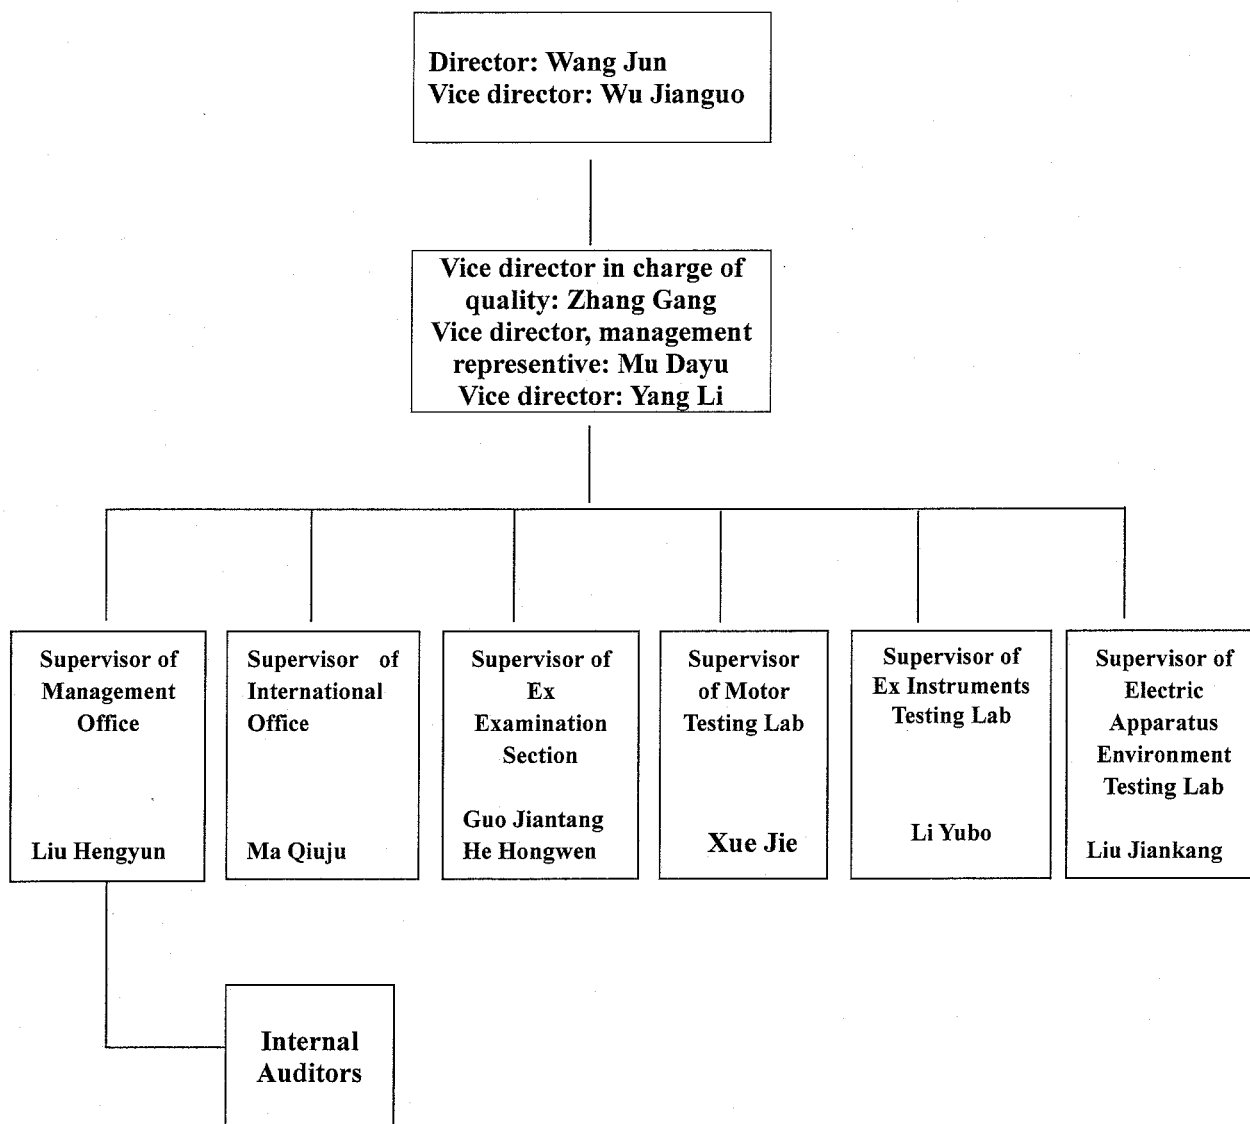 Director: Wang Jun
Vice director: Wu Jianguo
Vice director in charge of
quality: Zhang Gang
Vice director, management
representive: Mu Dayu
Vice director: Yang Li
Supervisor of
Management
Office
Liu Hengyun
Supervisor of
International
Office
Ma Qiuju
Supervisor of
Ex
Examination
Section
Guo Jiantang
He Hongwen
Supervisor
of Motor
Testing Lab
Xue Jie
Supervisor of
Ex Instruments
Testing Lab
Li Yubo
Supervisor of
Electric
Apparatus
Environment
Testing Lab
Liu Jiankang
Internal
Auditors